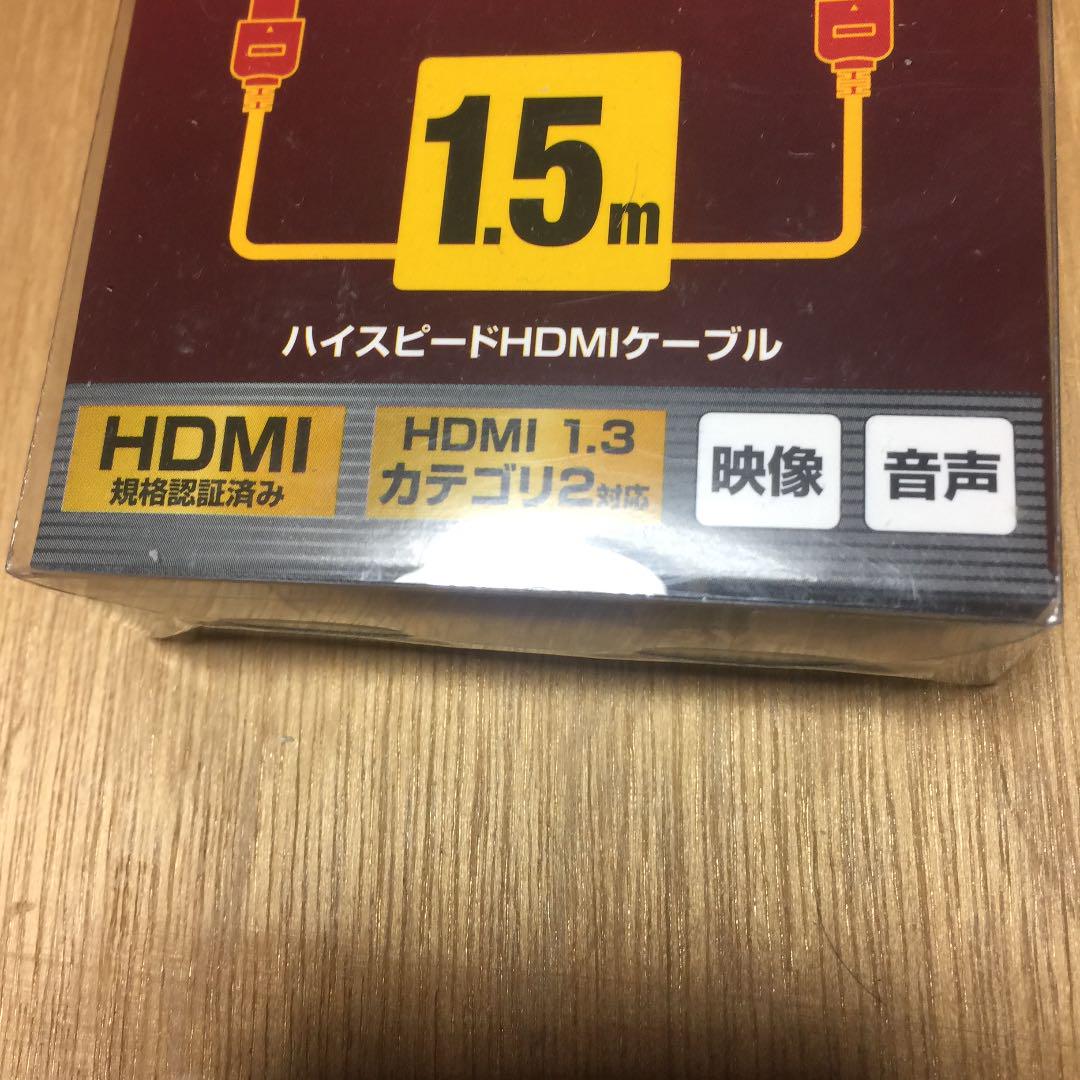 1.5m
ハイスピードHDMIケーブル
HDMI
規格認証済み
HDMI 1.3
カテゴリ2対応
映像
音声